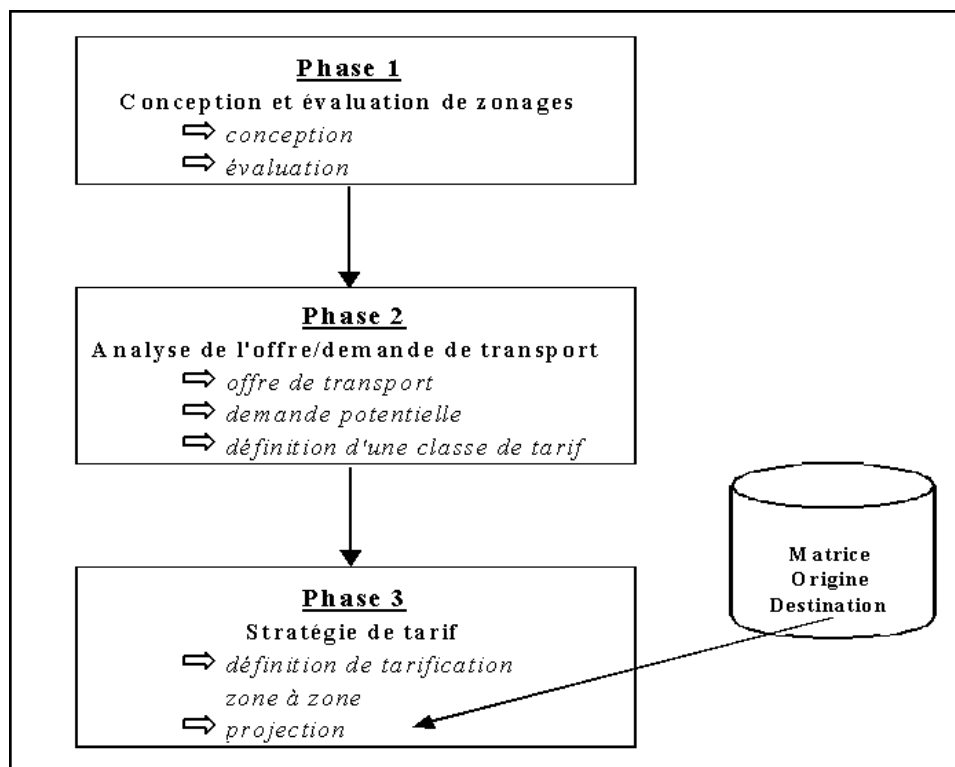 Phase 1
Conception et évaluation de zonages
conception
évaluation
Phase 2
Analyse de l'offre/demande de transport
offre de transport
demande potentielle
définition d'une classe de tarif
Phase 3
Stratégie de tarif
définition de tarification
zone à zone
projection
Matrice
Origine
Destination